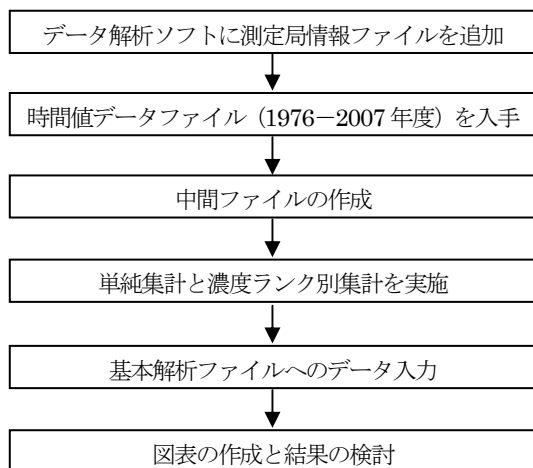 データ解析ソフトに測定局情報ファイルを追加
時間値データファイル（1976－2007 年度）を入手
中間ファイルの作成
単純集計と濃度ランク別集計を実施
基本解析ファイルへのデータ入力
図表の作成と結果の検討